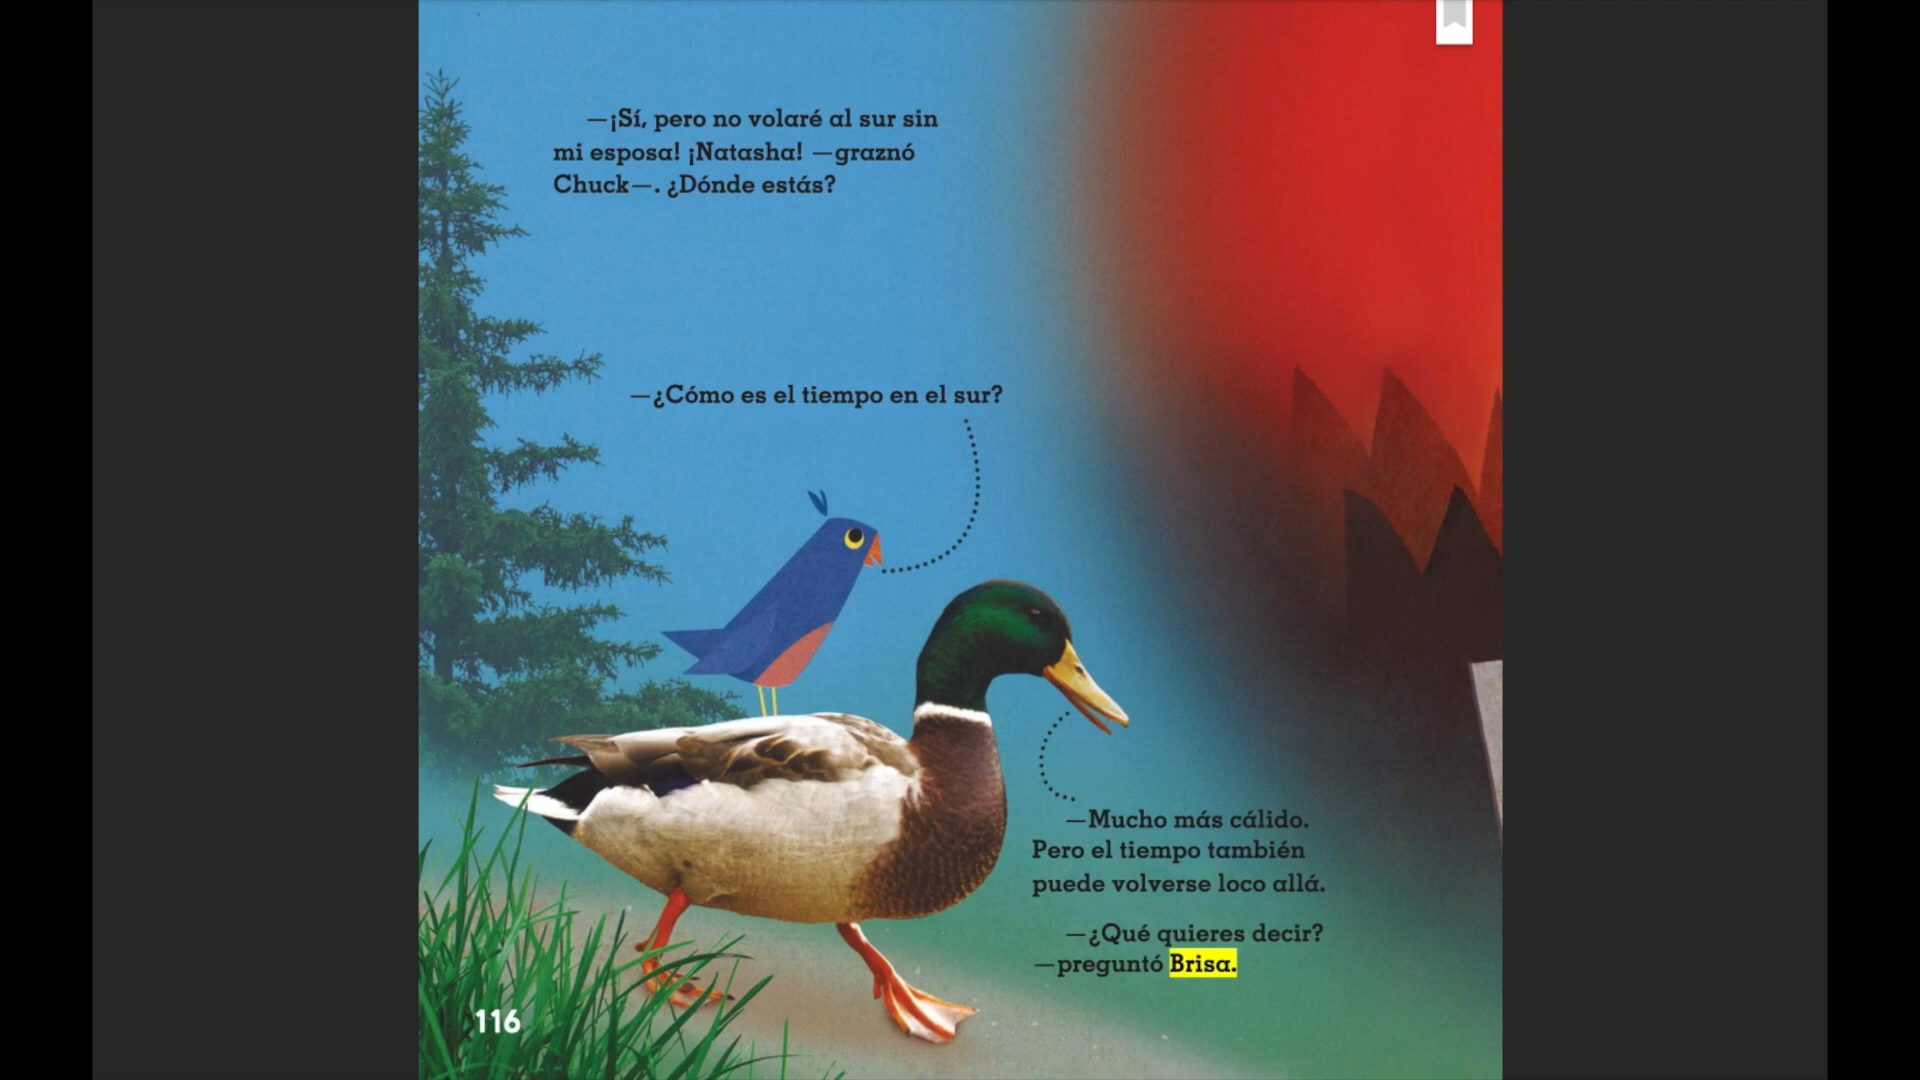 —¡Sí, pero no volaré al sur sin
mi esposa! ¡Natasha! —graznó
Chuck—. ¿Dónde estás?
—¿Cómo es el tiempo en el sur?
—Mucho más cálido.
Pero el tiempo también
puede volverse loco allá.
—¿Qué quieres decir?
—preguntó Brisa.
116